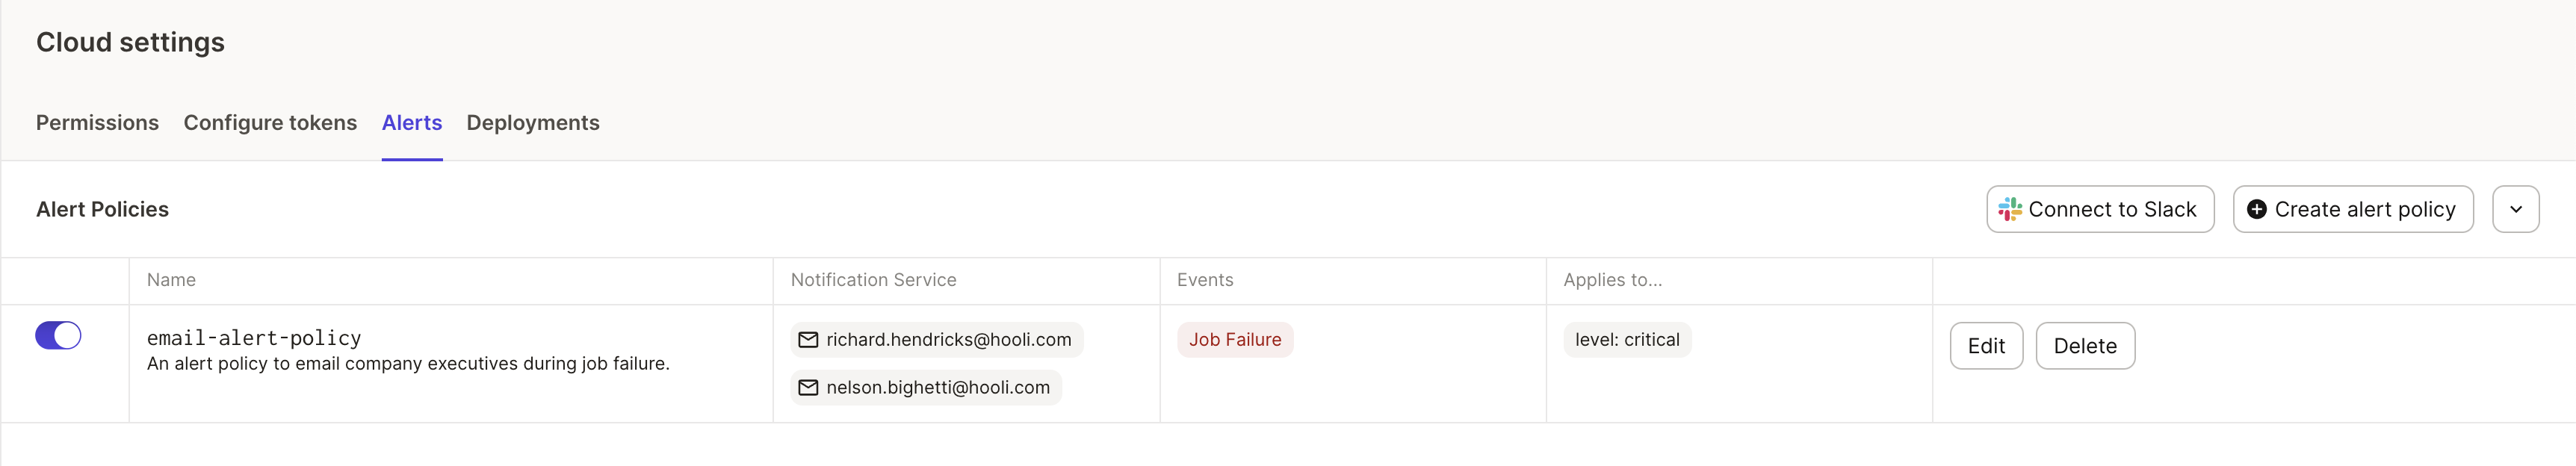 Cloud settings
Permissions Configure tokens Alerts Deployments
Alert Policies Connect to Slack Create alert policy
Name Notification Service Events Applies to...
email-alert-policy richard.hendricks@hooli.com Job Failure level: critical Edit Delete
An alert policy to email company executives during job failure.
nelson.bighetti@hooli.com